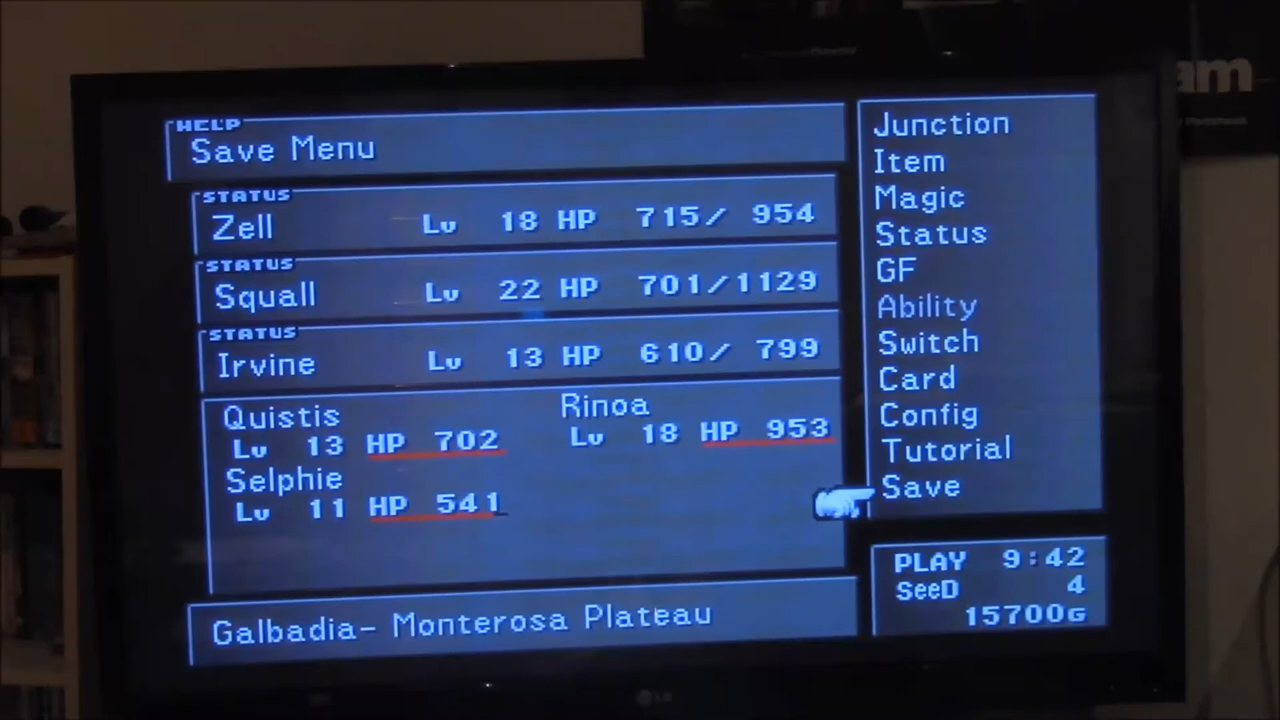 HELP
Save Menu
STATUS
Zell Lv 18 HP 715/ 954
STATUS
Squall Lv 22 HP 701/1129
STATUS
Irvine Lv 13 HP 610/ 799
Quistis
Lv 13 HP 702
Rinoa
Lv 18 HP 953
Selphie
Lv 11 HP 541
Galbadia- Monterosa Plateau
Junction
Item
Magic
Status
GF
Ability
Switch
Card
Config
Tutorial
Save
PLAY 9:42
SeeD 4
15700G
am
LG